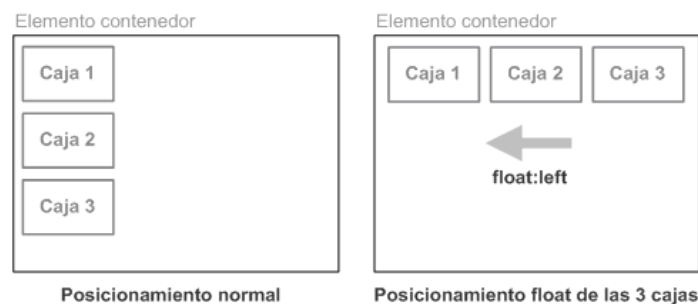 Elemento contenedor
Caja 1
Caja 2
Caja 3
Posicionamiento normal
Elemento contenedor
Caja 1 Caja 2 Caja 3
float:left
Posicionamiento float de las 3 cajas